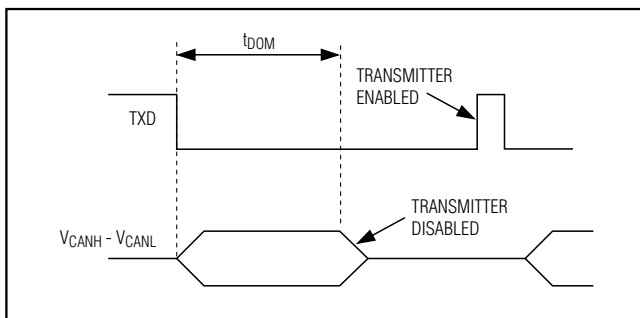 tDOM
TRANSMITTER
ENABLED
TXD
TRANSMITTER
DISABLED
VCANH - VCANL